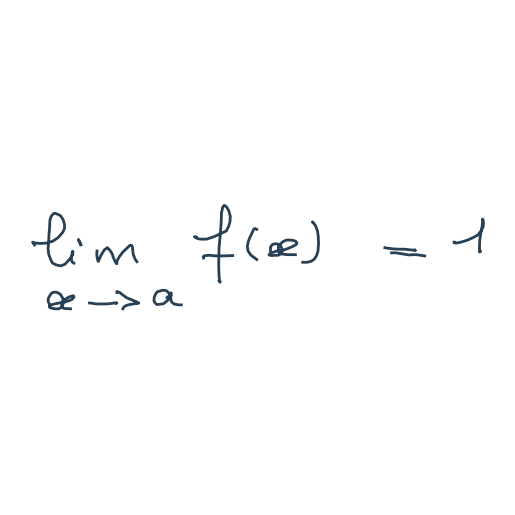 lim f(x) = 1
x → a